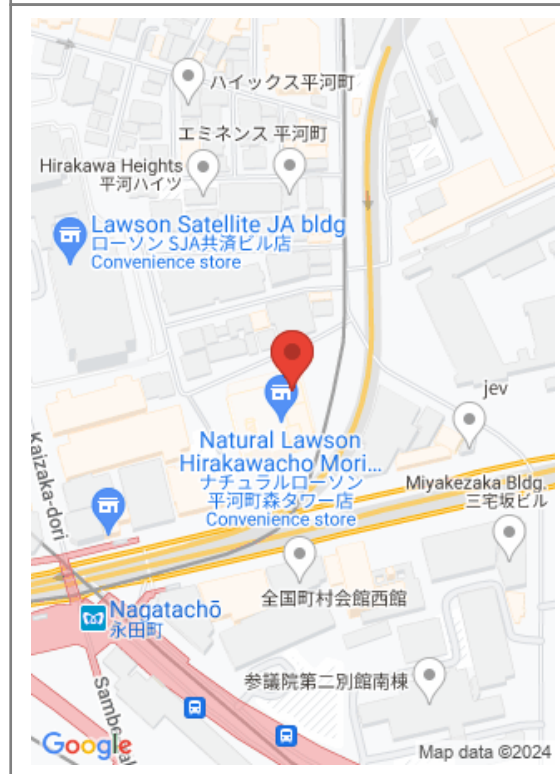 ハイックス平河町
エミネンス 平河町
Hirakawa Heights
平河ハイツ
Lawson Satellite JA bldg
ローソン SJA共済ビル店
Convenience store
jev
Natural Lawson
Hirakawacho Mori...
ナチュラルローソン
平河町森タワー店
Convenience store
Kaizaka-dori
Miyakezaka Bldg.
三宅坂ビル
全国町村会館西館
Nagatachō
永田町
参議院第二別館南棟
Google
Map data ©2024